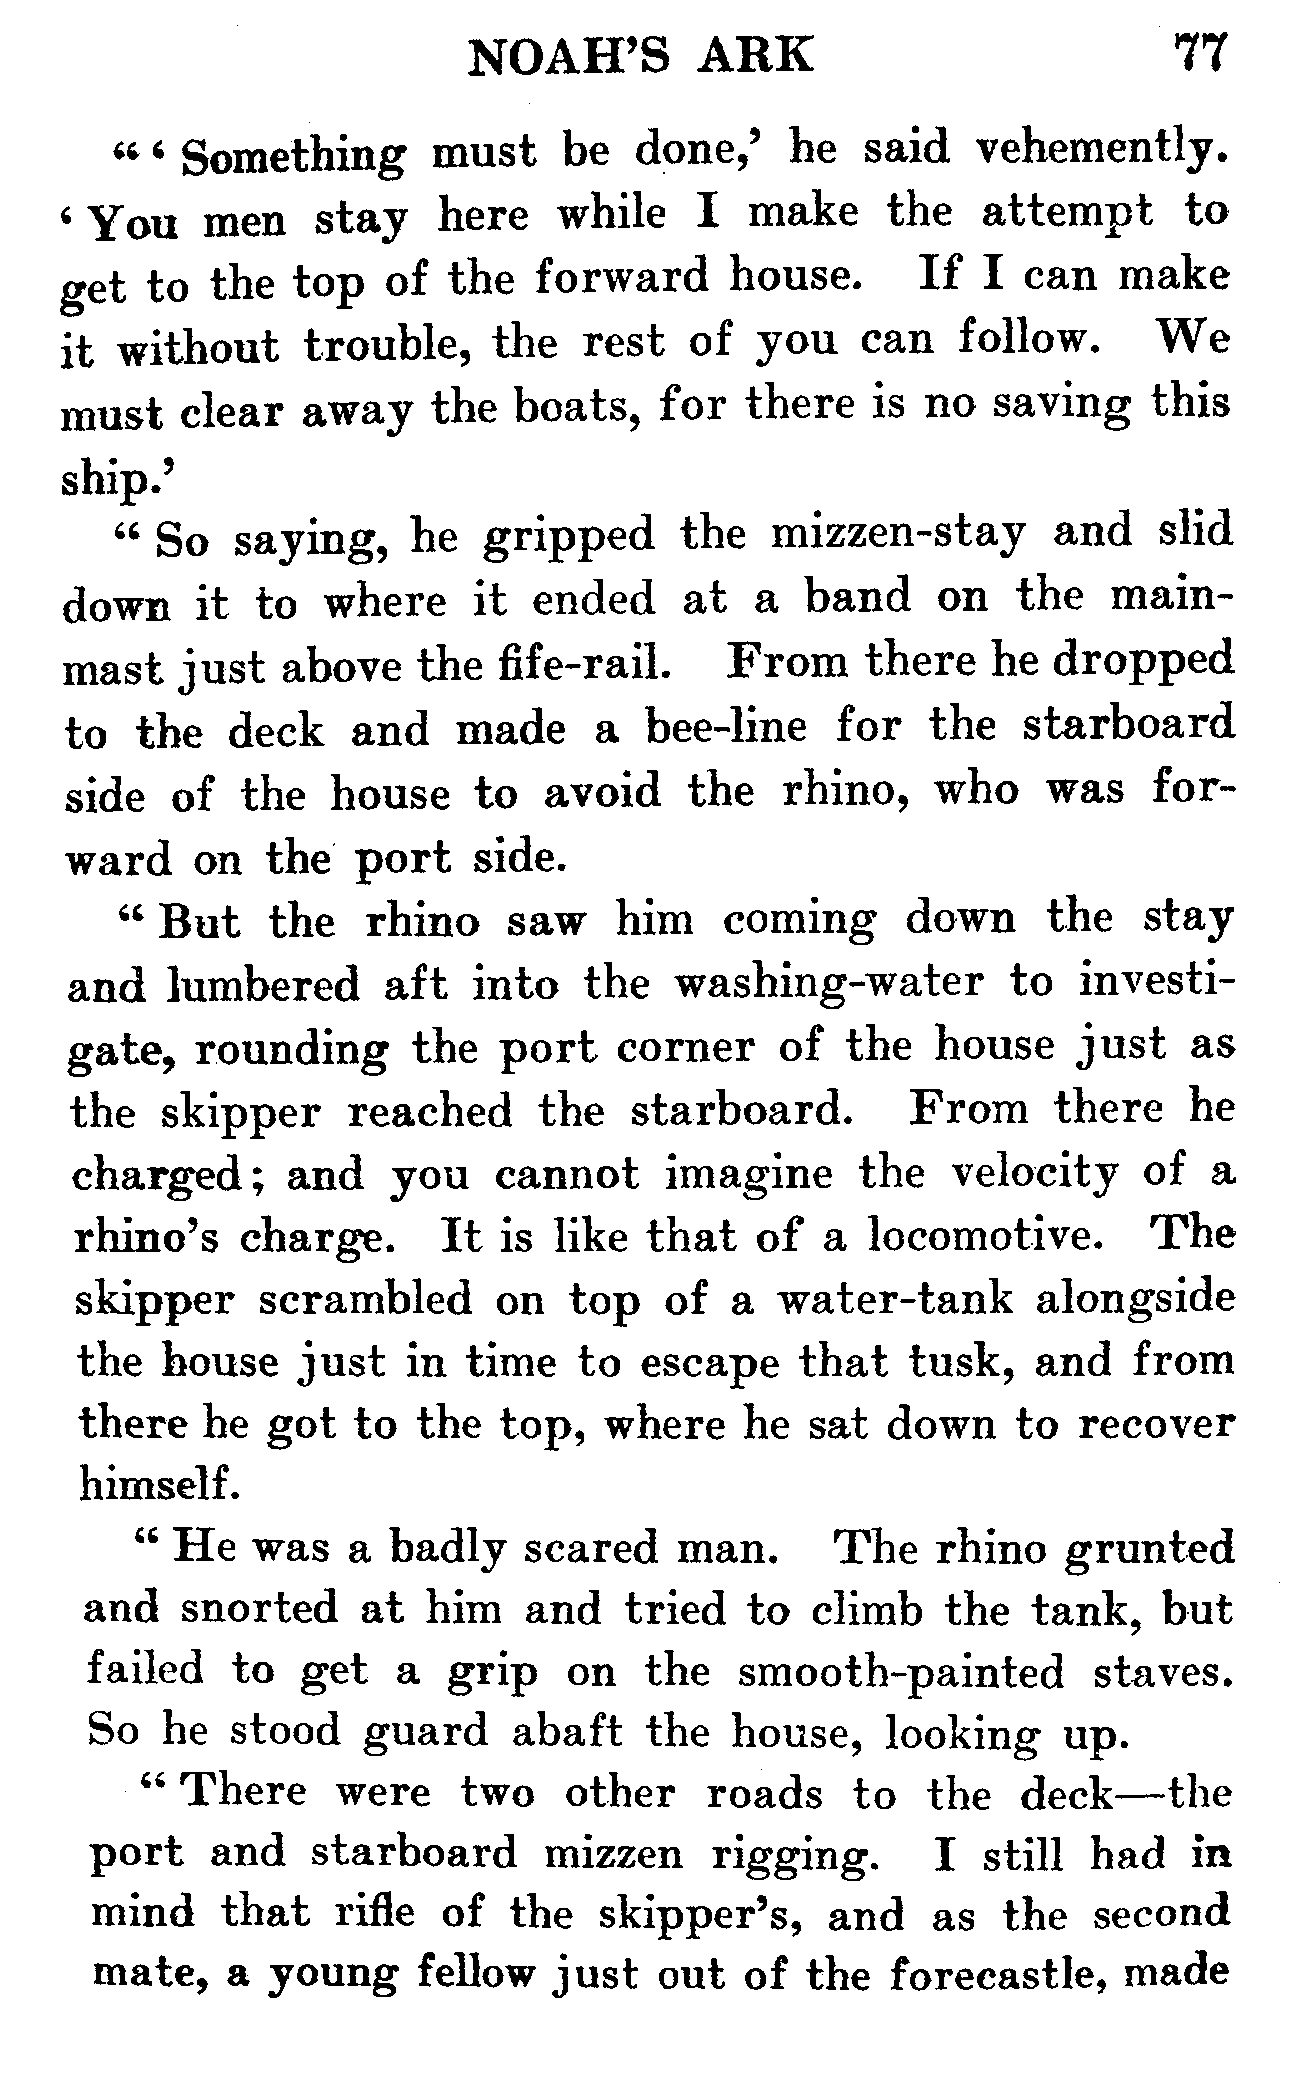 NOAH'S ARK 77
"'Something must be done,' he said vehemently.
'You men stay here while I make the attempt to
get to the top of the forward house. If I can make
it without trouble, the rest of you can follow. We
must clear away the boats, for there is no saving this
ship.'
"So saying, he gripped the mizzen-stay and slid
down it to where it ended at a band on the main-
mast just above the fife-rail. From there he dropped
to the deck and made a bee-line for the starboard
side of the house to avoid the rhino, who was for-
ward on the port side.
"But the rhino saw him coming down the stay
and lumbered aft into the washing-water to investi-
gate, rounding the port corner of the house just as
the skipper reached the starboard. From there he
charged; and you cannot imagine the velocity of a
rhino's charge. It is like that of a locomotive. The
skipper scrambled on top of a water-tank alongside
the house just in time to escape that tusk, and from
there he got to the top, where he sat down to recover
himself.
"He was a badly scared man. The rhino grunted
and snorted at him and tried to climb the tank, but
failed to get a grip on the smooth-painted staves.
So he stood guard abaft the house, looking up.
"There were two other roads to the deck—the
port and starboard mizzen rigging. I still had in
mind that rifle of the skipper's, and as the second
mate, a young fellow just out of the forecastle, made